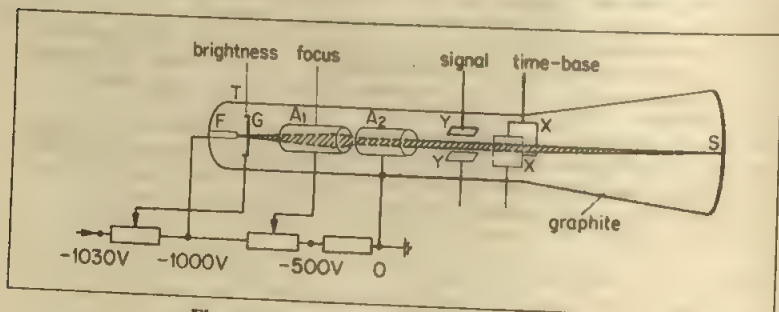 brightness focus signal time-base
T
F G A₁ A₂ Y X
Y X S
graphite
-1030V -1000V -500V 0